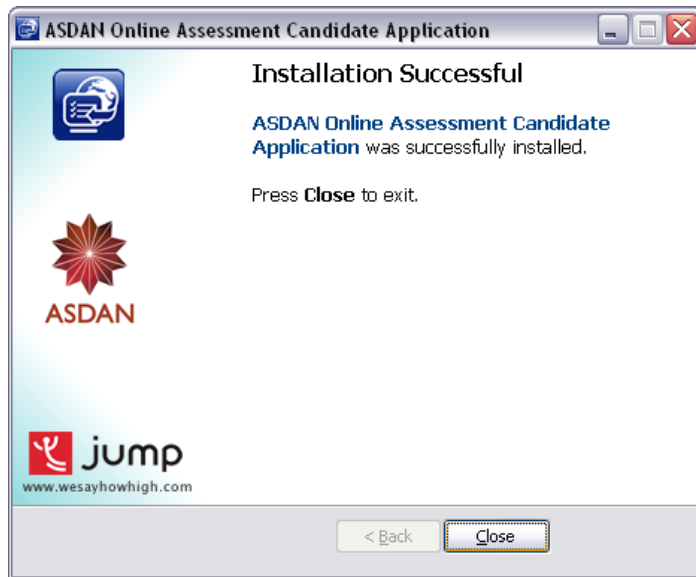 ASDAN Online Assessment Candidate Application
Installation Successful
ASDAN Online Assessment Candidate
Application was successfully installed.
Press Close to exit.
ASDAN
jump
www.wesayhowhigh.com
< Back
Close